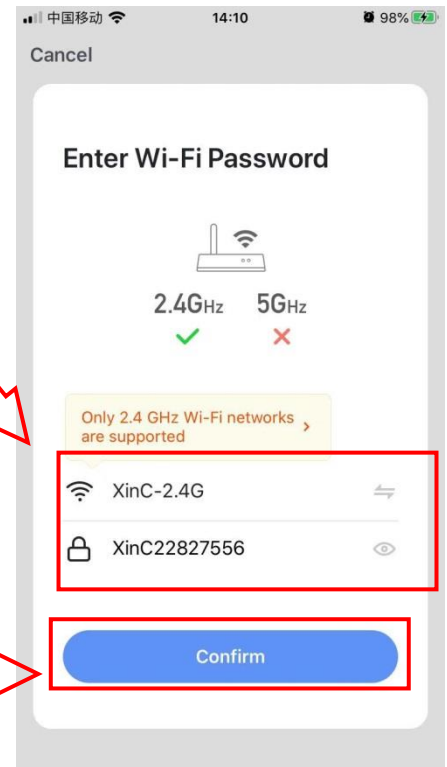 中国移动 14:10 98%
Cancel
Enter Wi-Fi Password
2.4GHz 5GHz
Only 2.4 GHz Wi-Fi networks
are supported
XinC-2.4G
XinC22827556
Confirm